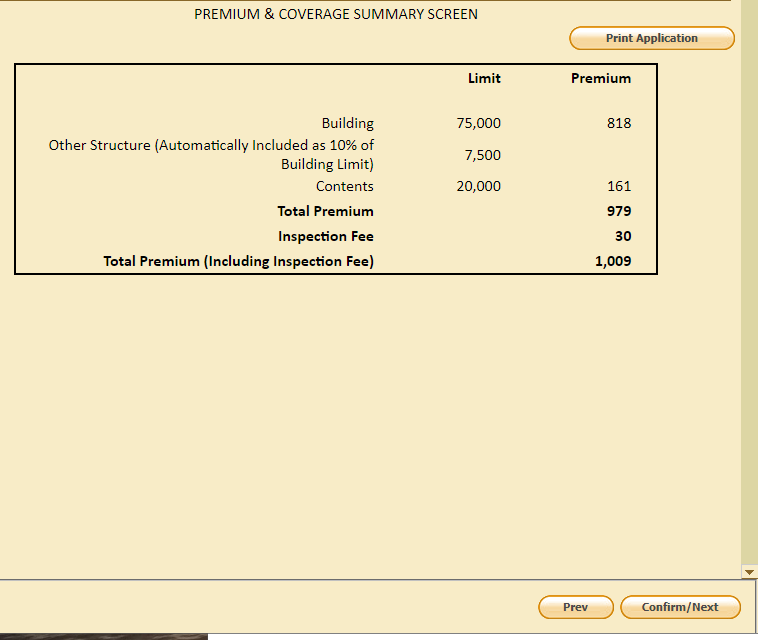 PREMIUM & COVERAGE SUMMARY SCREEN
Print Application
Limit Premium
Building 75,000 818
Other Structure (Automatically Included as 10% of
Building Limit) 7,500
Contents 20,000 161
Total Premium 979
Inspection Fee 30
Total Premium (Including Inspection Fee) 1,009
Prev Confirm/Next